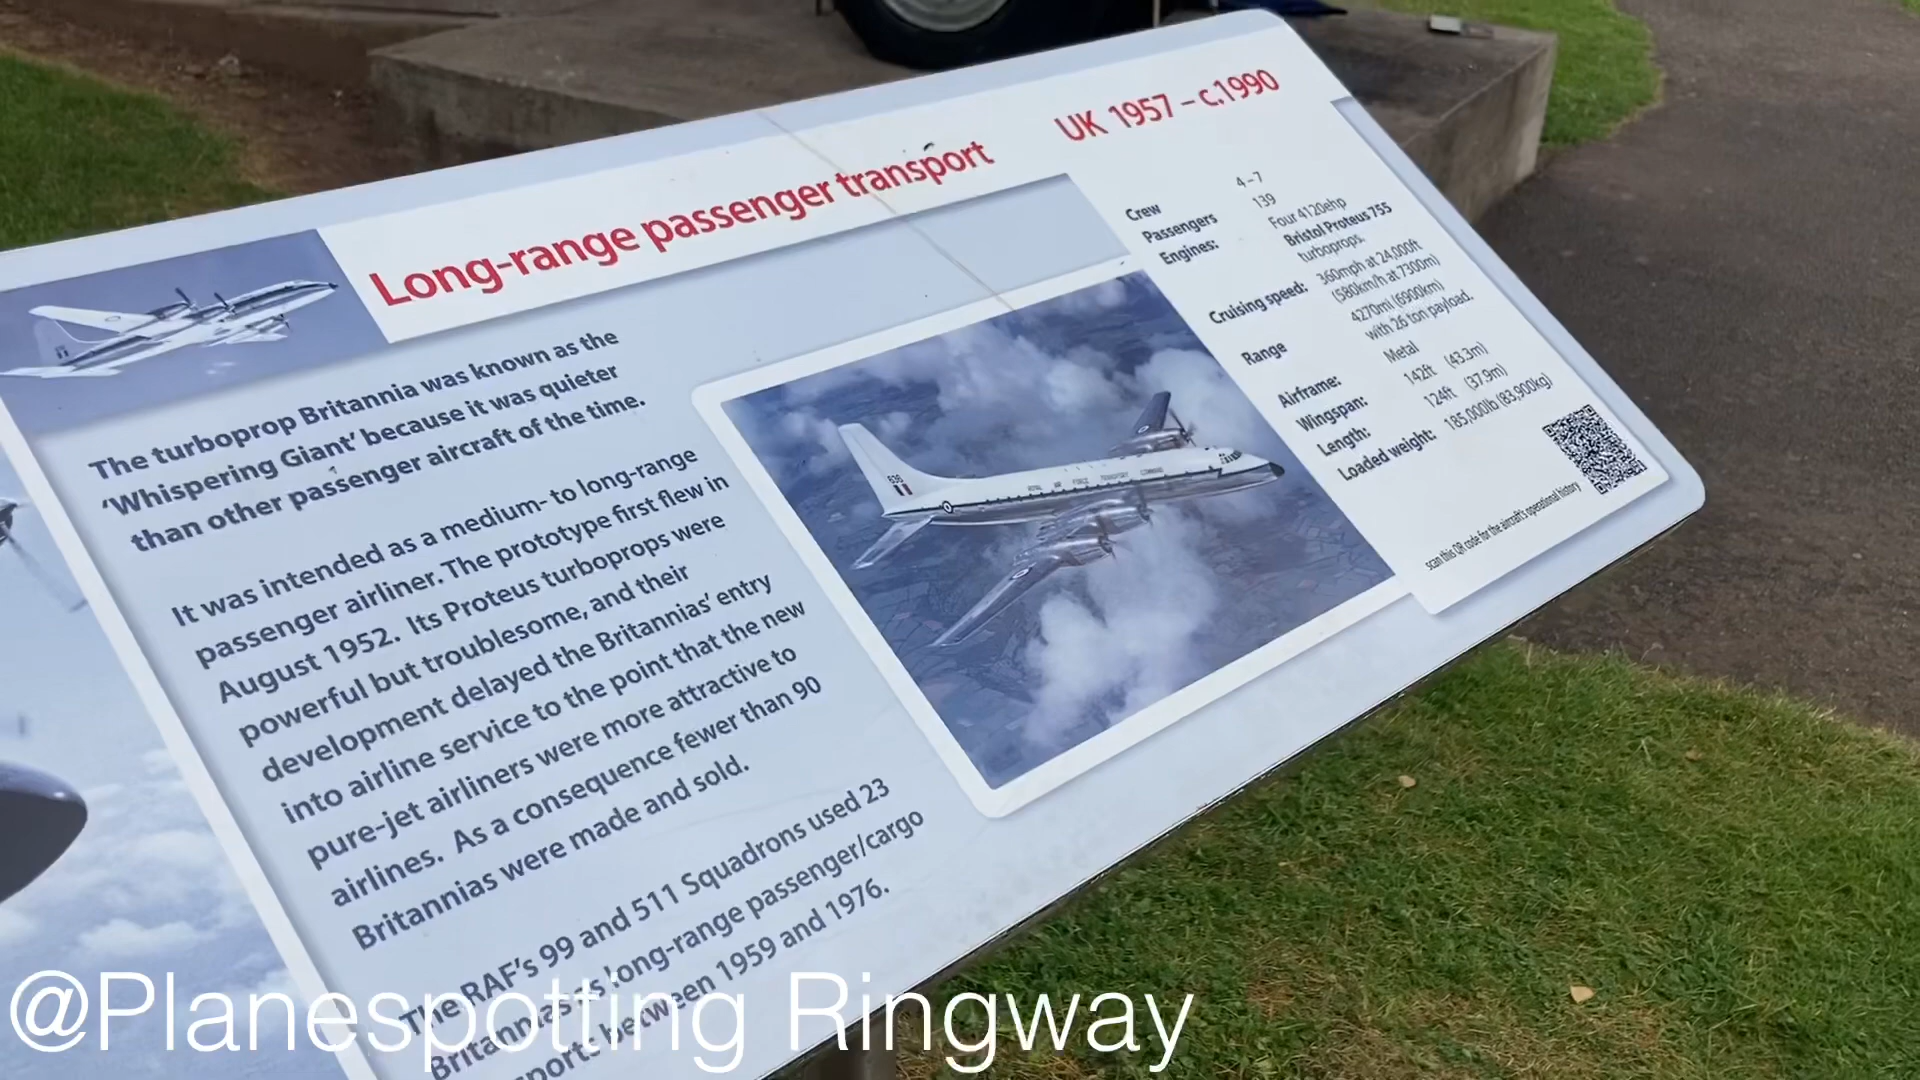 Long-range passenger transport
UK 1957 – c.1990
The turboprop Britannia was known as the
‘Whispering Giant’ because it was quieter
than other passenger aircraft of the time.
It was intended as a medium- to long-range
passenger airliner. The prototype first flew in
August 1952. Its Proteus turboprops were
powerful but troublesome, and their
development delayed the Britannias’ entry
into airline service to the point that the new
pure-jet airliners were more attractive to
airlines. As a consequence fewer than 90
Britannias were made and sold.
The RAF’s 99 and 511 Squadrons used 23
Britannias as long-range passenger/cargo
between 1959 and 1976.
Crew 4 – 7
Passengers 139
Engines: Four 4120ehp
Bristol Proteus 755
turboprops.
Cruising speed: 360mph at 24,000ft
(580km/h at 7300m)
Range 4270mi (6900km)
with 26 ton payload.
Airframe: Metal
Wingspan: 142ft (43.3m)
Length: 124ft (37.9m)
Loaded weight: 185,000lb (83,900kg)
scan this QR code for the aircraft's operational history
ROYAL AIR FORCE TRANSPORT COMMAND
@Planespotting Ringway